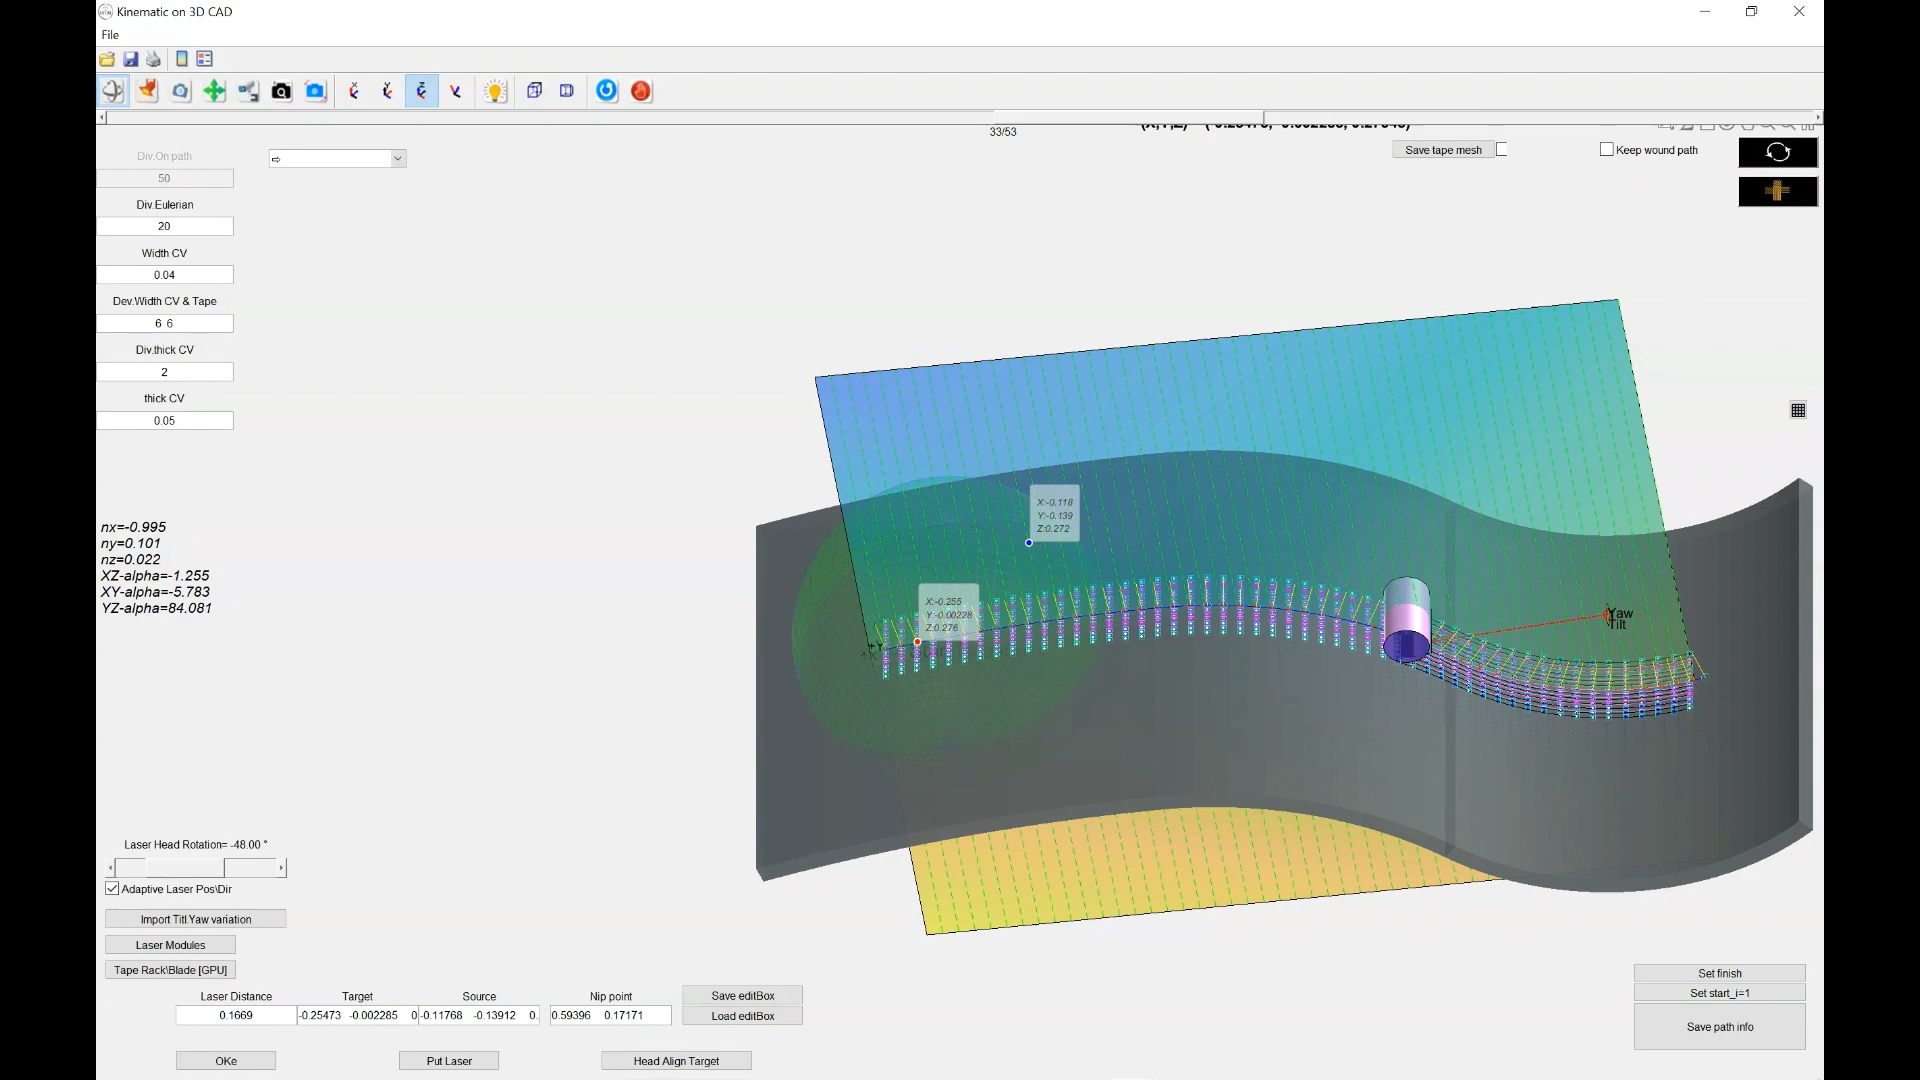 Kinematic on 3D CAD
File
33/53
Div.On path
50
Save tape mesh
Keep wound path
Div.Eulerian
20
Width CV
0.04
Dev.Width CV & Tape
6 6
Div.thick CV
2
thick CV
0.05
X:-0.118
Y:-0.139
Z:0.272
nx=-0.995
ny=0.101
nz=0.022
XZ-alpha=-1.255
XY-alpha=-5.783
YZ-alpha=84.081
X:-0.255
Y:-0.00228
Z:0.276
Yaw
Tilt
+Y
+X
Laser Head Rotation= -48.00 °
Adaptive Laser Pos\Dir
Import Titl.Yaw variation
Laser Modules
Tape Rack\Blade [GPU]
Laser Distance
Target
Source
Nip point
0.1669
-0.25473 -0.002285 0
-0.11768 -0.13912 0.
0.59396 0.17171
Save editBox
Load editBox
Set finish
Set start_i=1
Save path info
OKe
Put Laser
Head Align Target